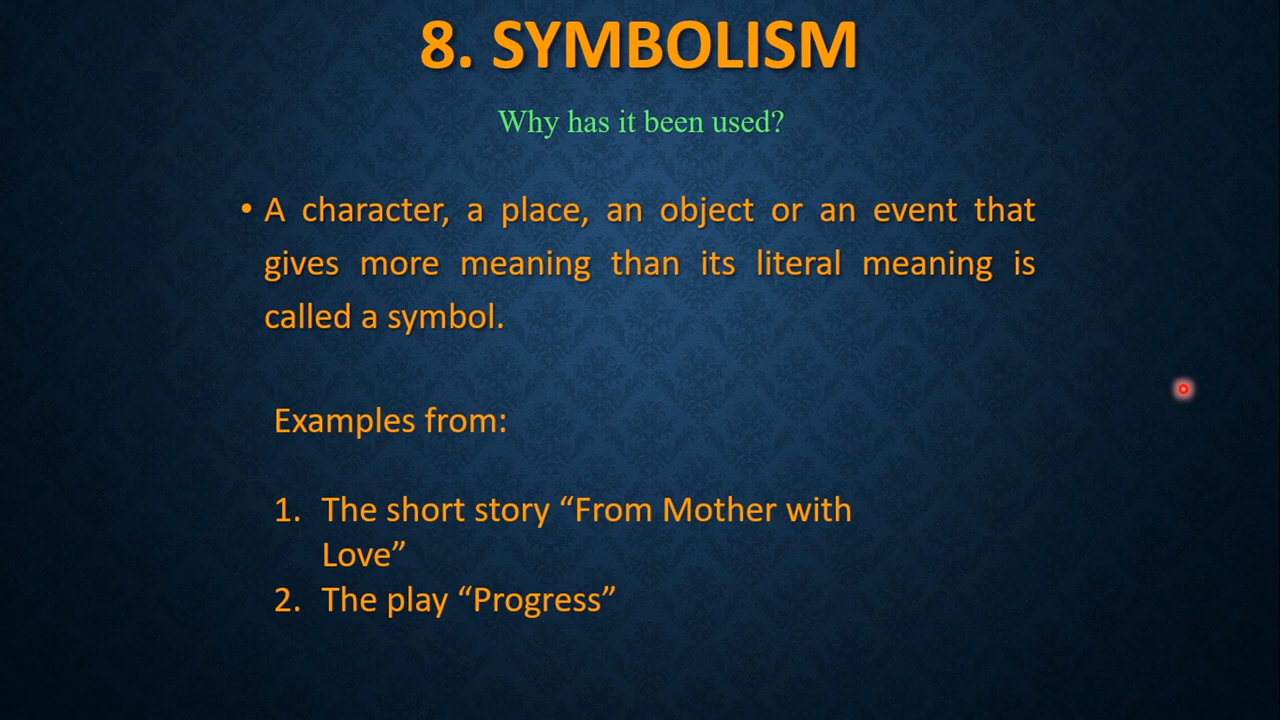 8. SYMBOLISM
Why has it been used?
• A character, a place, an object or an event that
gives more meaning than its literal meaning is
called a symbol.
Examples from:
1. The short story “From Mother with
Love”
2. The play “Progress”